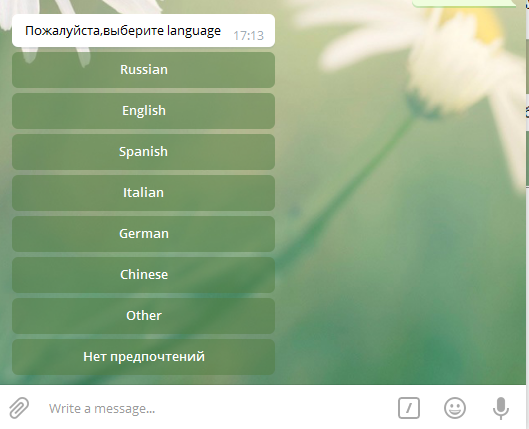 Пожалуйста,выберите language
17:13
Russian
English
Spanish
Italian
German
Chinese
Other
Нет предпочтений
Write a message...